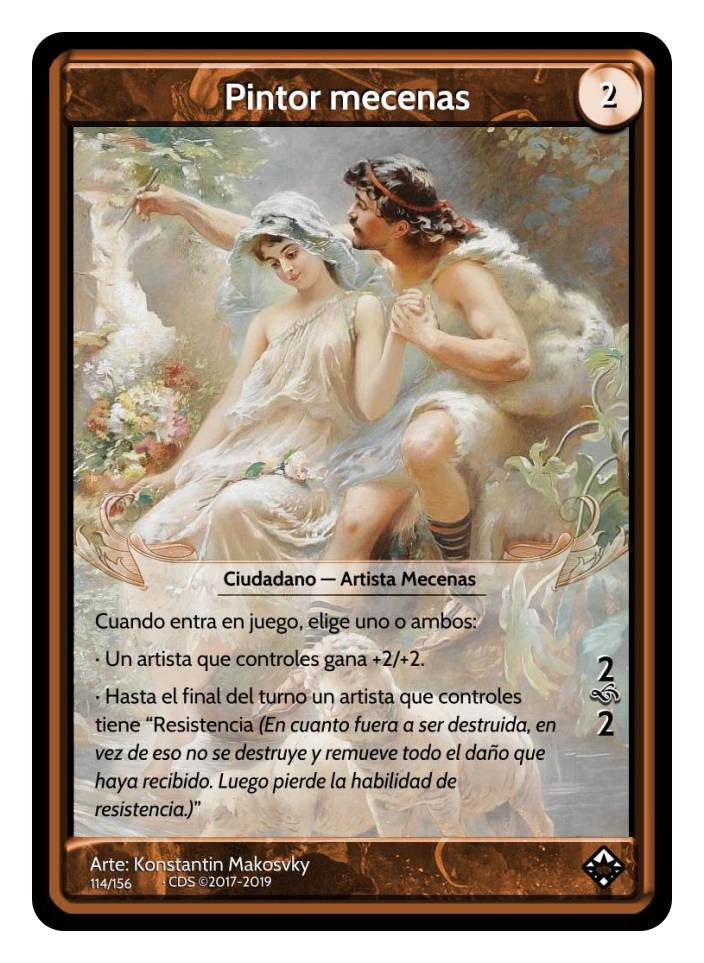 Pintor mecenas
2
Ciudadano — Artista Mecenas
Cuando entra en juego, elige uno o ambos:
· Un artista que controles gana +2/+2.
· Hasta el final del turno un artista que controles
tiene “Resistencia (En cuanto fuera a ser destruida, en
vez de eso no se destruye y remueve todo el daño que
haya recibido. Luego pierde la habilidad de
resistencia.)”
2
2
Arte: Konstantin Makosvky
114/156 · CDS ©2017-2019